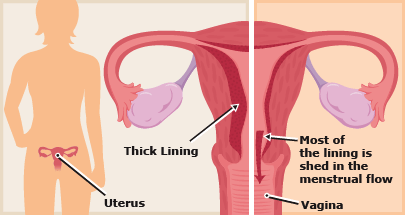 Thick Lining
Uterus
Most of
the lining is
shed in the
menstrual flow
Vagina